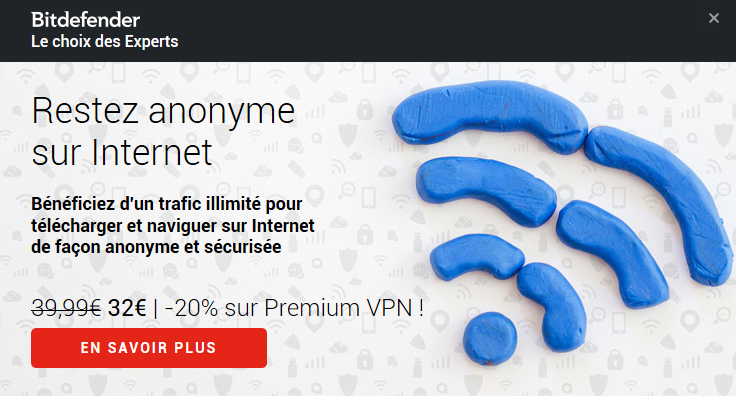 Bitdefender
Le choix des Experts
Restez anonyme
sur Internet
Bénéficiez d'un trafic illimité pour
télécharger et naviguer sur Internet
de façon anonyme et sécurisée
39,99€ 32€ | -20% sur Premium VPN !
EN SAVOIR PLUS